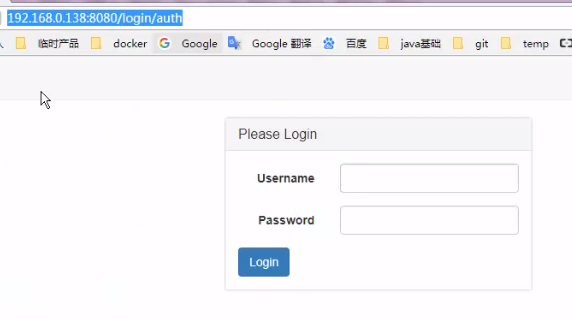 192.168.0.138:8080/login/auth
临时产品 docker Google Google 翻译 百度 java基础 git temp
Please Login
Username
Password
Login